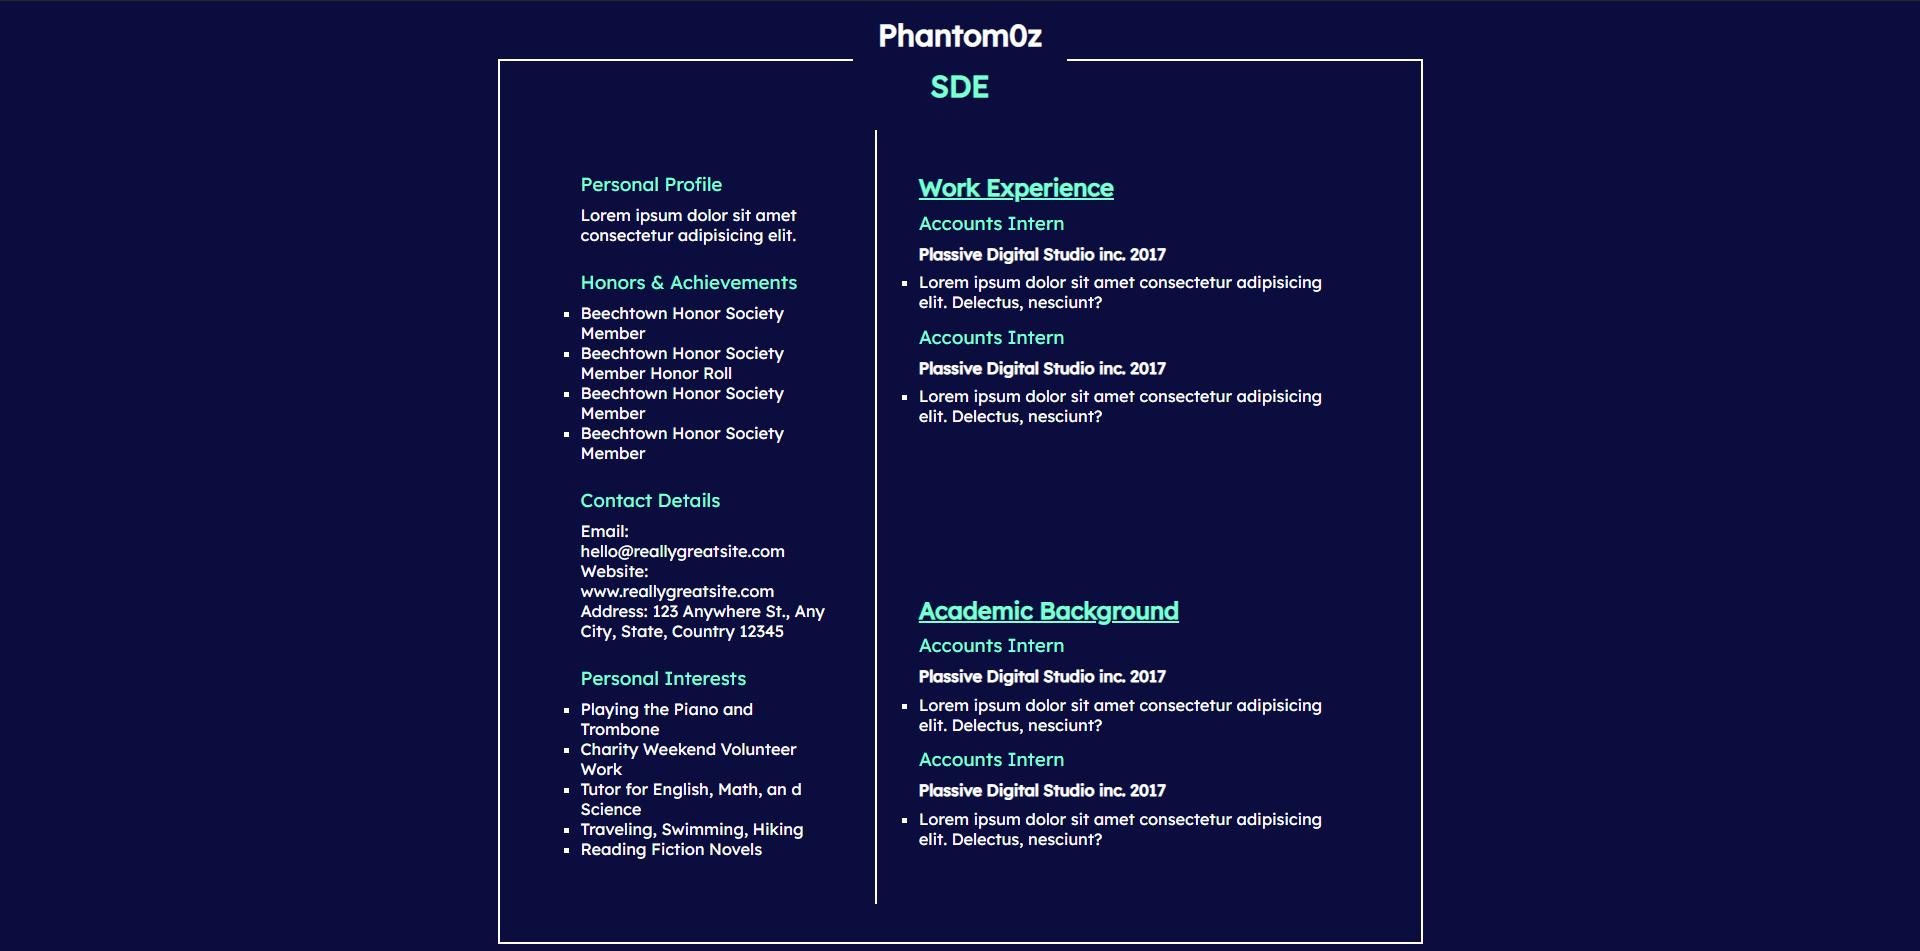 Phantom0z
SDE
Personal Profile
Lorem ipsum dolor sit amet
consectetur adipisicing elit.
Honors & Achievements
Beechtown Honor Society
Member
Beechtown Honor Society
Member Honor Roll
Beechtown Honor Society
Member
Beechtown Honor Society
Member
Contact Details
Email:
hello@reallygreatsite.com
Website:
www.reallygreatsite.com
Address: 123 Anywhere St., Any
City, State, Country 12345
Personal Interests
Playing the Piano and
Trombone
Charity Weekend Volunteer
Work
Tutor for English, Math, an d
Science
Traveling, Swimming, Hiking
Reading Fiction Novels
Work Experience
Accounts Intern
Plassive Digital Studio inc. 2017
Lorem ipsum dolor sit amet consectetur adipisicing
elit. Delectus, nesciunt?
Accounts Intern
Plassive Digital Studio inc. 2017
Lorem ipsum dolor sit amet consectetur adipisicing
elit. Delectus, nesciunt?
Academic Background
Accounts Intern
Plassive Digital Studio inc. 2017
Lorem ipsum dolor sit amet consectetur adipisicing
elit. Delectus, nesciunt?
Accounts Intern
Plassive Digital Studio inc. 2017
Lorem ipsum dolor sit amet consectetur adipisicing
elit. Delectus, nesciunt?